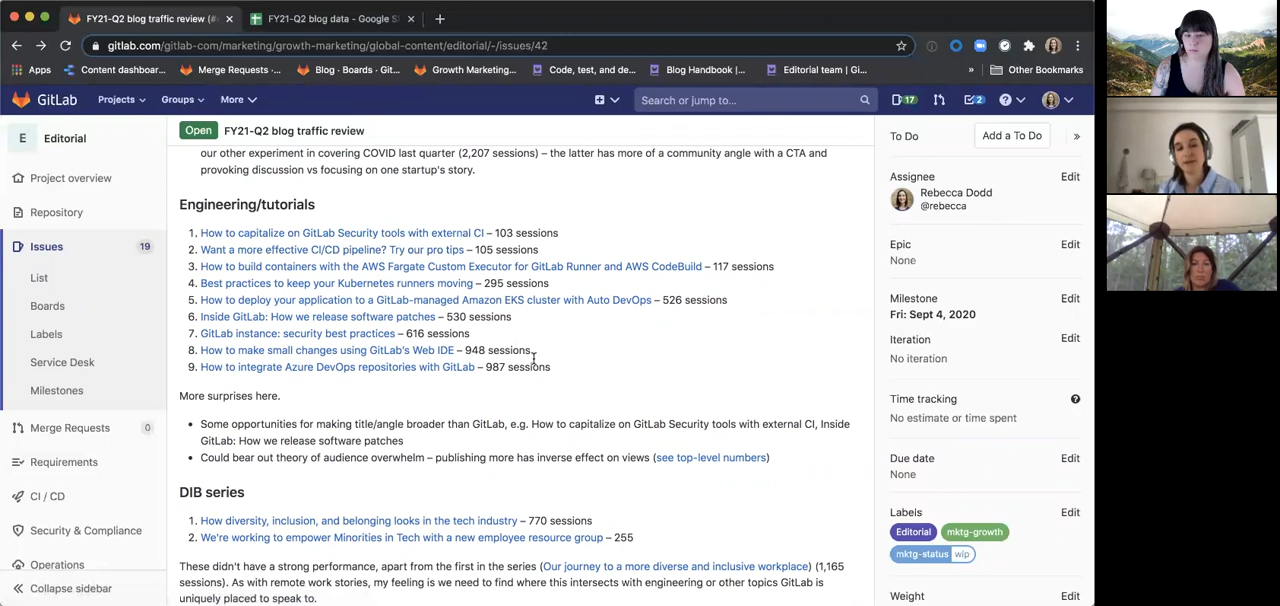 FY21-Q2 blog traffic review (#4
FY21-Q2 blog data - Google S
gitlab.com/gitlab-com/marketing/growth-marketing/global-content/editorial/-/issues/42
Apps
Content dashboar...
Merge Requests ·...
Blog · Boards · Git...
Growth Marketing...
Code, test, and de...
Blog Handbook |...
Editorial team | Gi...
»
Other Bookmarks
GitLab
Projects
Groups
More
Search or jump to...
17
2
E Editorial
Project overview
Repository
Issues 19
List
Boards
Labels
Service Desk
Milestones
Merge Requests 0
Requirements
CI / CD
Security & Compliance
Operations
Collapse sidebar
Open FY21-Q2 blog traffic review
our other experiment in covering COVID last quarter (2,207 sessions) – the latter has more of a community angle with a CTA and
provoking discussion vs focusing on one startup's story.
Engineering/tutorials
1. How to capitalize on GitLab Security tools with external CI – 103 sessions
2. Want a more effective CI/CD pipeline? Try our pro tips – 105 sessions
3. How to build containers with the AWS Fargate Custom Executor for GitLab Runner and AWS CodeBuild – 117 sessions
4. Best practices to keep your Kubernetes runners moving – 295 sessions
5. How to deploy your application to a GitLab-managed Amazon EKS cluster with Auto DevOps – 526 sessions
6. Inside GitLab: How we release software patches – 530 sessions
7. GitLab instance: security best practices – 616 sessions
8. How to make small changes using GitLab's Web IDE – 948 sessions
9. How to integrate Azure DevOps repositories with GitLab – 987 sessions
More surprises here.
• Some opportunities for making title/angle broader than GitLab, e.g. How to capitalize on GitLab Security tools with external CI, Inside
GitLab: How we release software patches
• Could bear out theory of audience overwhelm – publishing more has inverse effect on views (see top-level numbers)
DIB series
1. How diversity, inclusion, and belonging looks in the tech industry – 770 sessions
2. We're working to empower Minorities in Tech with a new employee resource group – 255
These didn't have a strong performance, apart from the first in the series (Our journey to a more diverse and inclusive workplace) (1,165
sessions). As with remote work stories, my feeling is we need to find where this intersects with engineering or other topics GitLab is
uniquely placed to speak to.
To Do
Add a To Do
»
Assignee Edit
Rebecca Dodd
@rebecca
Epic Edit
None
Milestone Edit
Fri: Sept 4, 2020
Iteration Edit
No iteration
Time tracking
No estimate or time spent
Due date Edit
None
Labels Edit
Editorial mktg-growth
mktg-status wip
Weight Edit